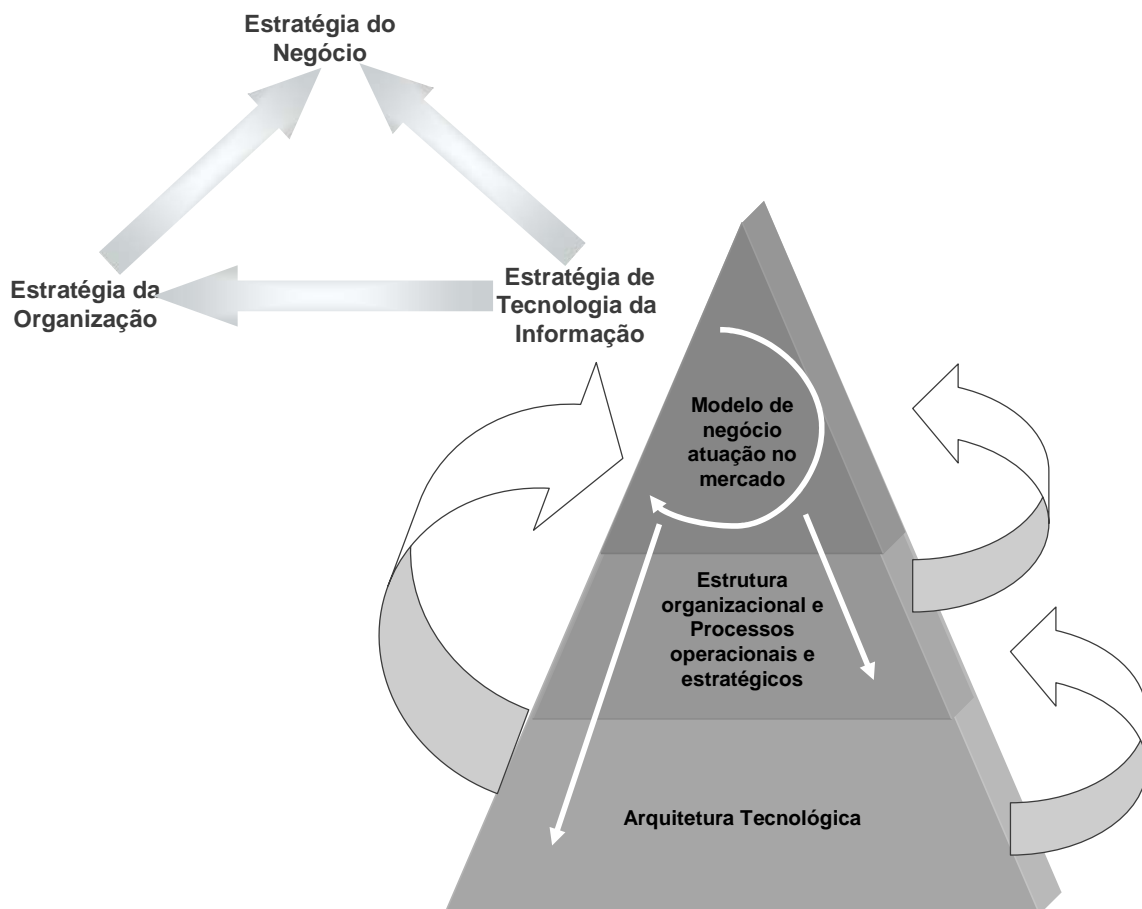 Estratégia do
Negócio
Estratégia da
Organização
Estratégia de
Tecnologia da
Informação
Modelo de
negócio
atuação no
mercado
Estrutura
organizacional e
Processos
operacionais e
estratégicos
Arquitetura Tecnológica